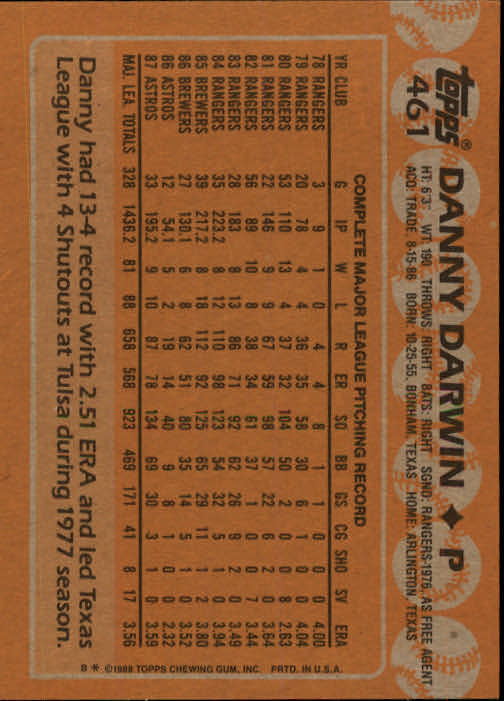 topps® DANNY DARWIN ♦ P
461
HT: 6'3" WT: 190 THROWS: RIGHT BATS: RIGHT SGND: RANGERS-1976, AS FREE AGENT
ACQ: TRADE, 8-15-86 BORN: 10-25-55, BONHAM, TEXAS HOME: ARLINGTON, TEXAS
COMPLETE MAJOR LEAGUE PITCHING RECORD
YR CLUB G IP W L R ER SO BB GS CG SHO SV ERA
78 RANGERS 3 9 1 0 4 4 8 1 1 0 0 0 4.00
79 RANGERS 20 78 4 4 36 35 58 30 6 1 0 0 4.04
80 RANGERS 53 110 13 4 37 32 104 50 2 0 0 8 2.63
81 RANGERS 22 146 9 9 67 59 98 57 22 6 2 0 3.64
82 RANGERS 56 89 10 8 38 34 61 37 1 0 0 7 3.44
83 RANGERS 28 183 8 13 86 71 92 62 26 9 2 0 3.49
84 RANGERS 35 223.2 8 12 110 98 123 54 32 5 1 0 3.94
85 BREWERS 39 217.2 8 18 112 92 125 65 29 11 1 2 3.80
86 BREWERS 27 130.1 6 8 62 51 80 35 14 5 1 0 3.52
86 ASTROS 12 54.1 5 2 19 14 40 9 8 1 0 0 2.32
87 ASTROS 33 195.2 9 10 87 78 134 69 30 3 1 0 3.59
MAJ. LEA. TOTALS 328 1436.2 81 88 658 568 923 469 171 41 8 17 3.56
B * ©1988 TOPPS CHEWING GUM, INC. PRTD. IN U.S.A.
Danny had 13-4 record with 2.51 ERA and led Texas
League with 4 Shutouts at Tulsa during 1977 season.